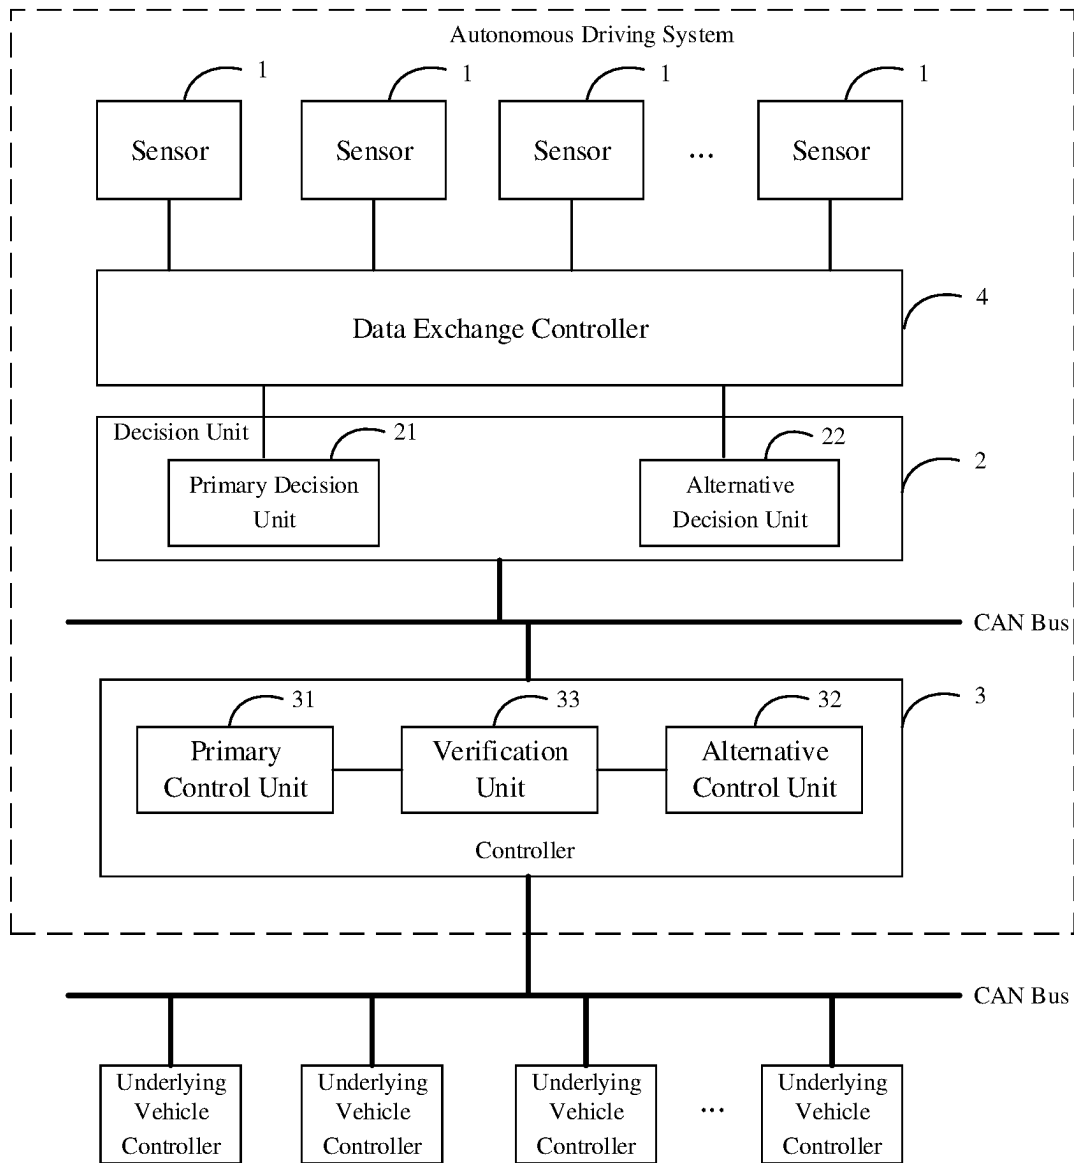 Autonomous Driving System
1 1 1 1
Sensor Sensor Sensor ... Sensor
4
Data Exchange Controller
Decision Unit 21 22
2
Primary Decision
Unit
Alternative
Decision Unit
CAN Bus
31 33 32 3
Primary
Control Unit
Verification
Unit
Alternative
Control Unit
Controller
CAN Bus
Underlying
Vehicle
Controller
Underlying
Vehicle
Controller
Underlying
Vehicle
Controller
...
Underlying
Vehicle
Controller